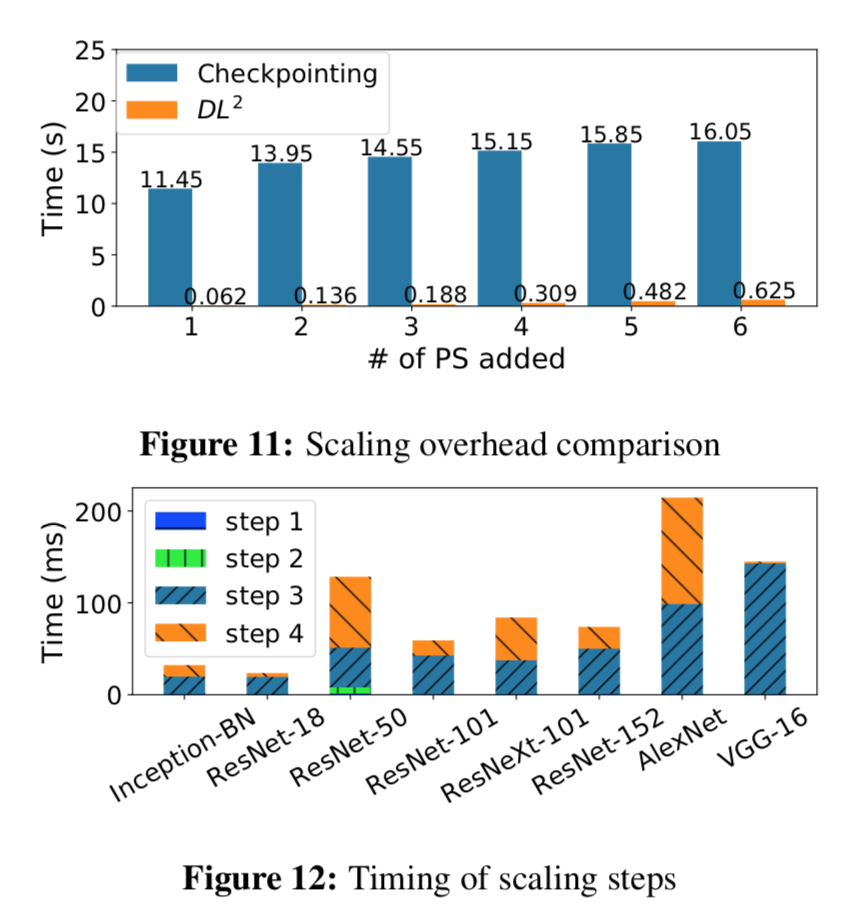 25
20
15
10
5
0
Time (s)
Checkpointing
DL²
11.45
13.95
14.55
15.15
15.85
16.05
0.062
0.136
0.188
0.309
0.482
0.625
1 2 3 4 5 6
# of PS added
Figure 11: Scaling overhead comparison
200
100
0
Time (ms)
step 1
step 2
step 3
step 4
Inception-BN
ResNet-18
ResNet-50
ResNet-101
ResNeXt-101
ResNet-152
AlexNet
VGG-16
Figure 12: Timing of scaling steps